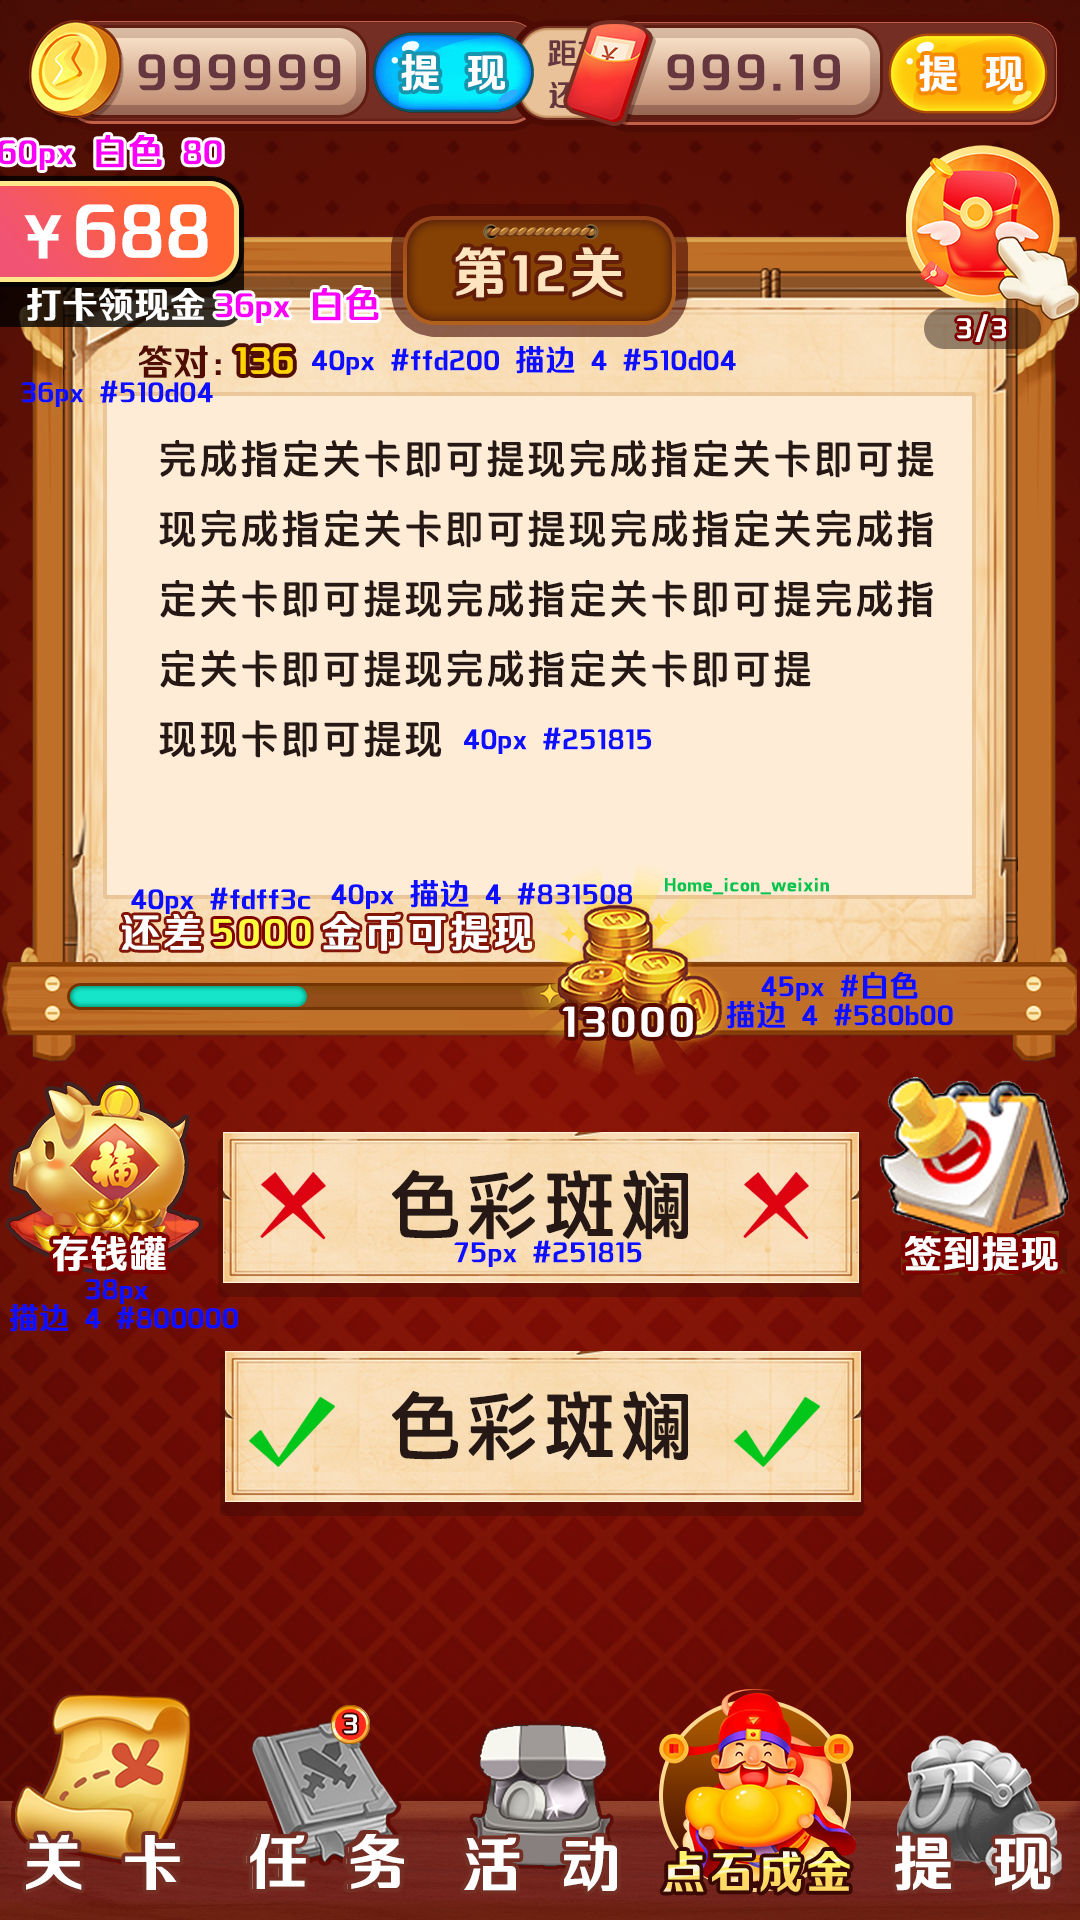 999999
提 现
距
还
¥
999.19
提 现
60px 白色 80
¥688
打卡领现金
36px 白色
第12关
3/3
答对:136
40px #ffd200 描边 4 #510d04
36px #510d04
完成指定关卡即可提现完成指定关卡即可提
现完成指定关卡即可提现完成指定关完成指
定关卡即可提现完成指定关卡即可提完成指
定关卡即可提现完成指定关卡即可提
现现卡即可提现
40px #251815
Home_icon_weixin
40px #fdff3c
40px 描边 4 #831508
还差5000金币可提现
13000
45px #白色
描边 4 #580b00
福
存钱罐
38px
描边 4 #800000
色彩斑斓
75px #251815
签到提现
色彩斑斓
3
关 卡
任 务
活 动
点石成金
提 现